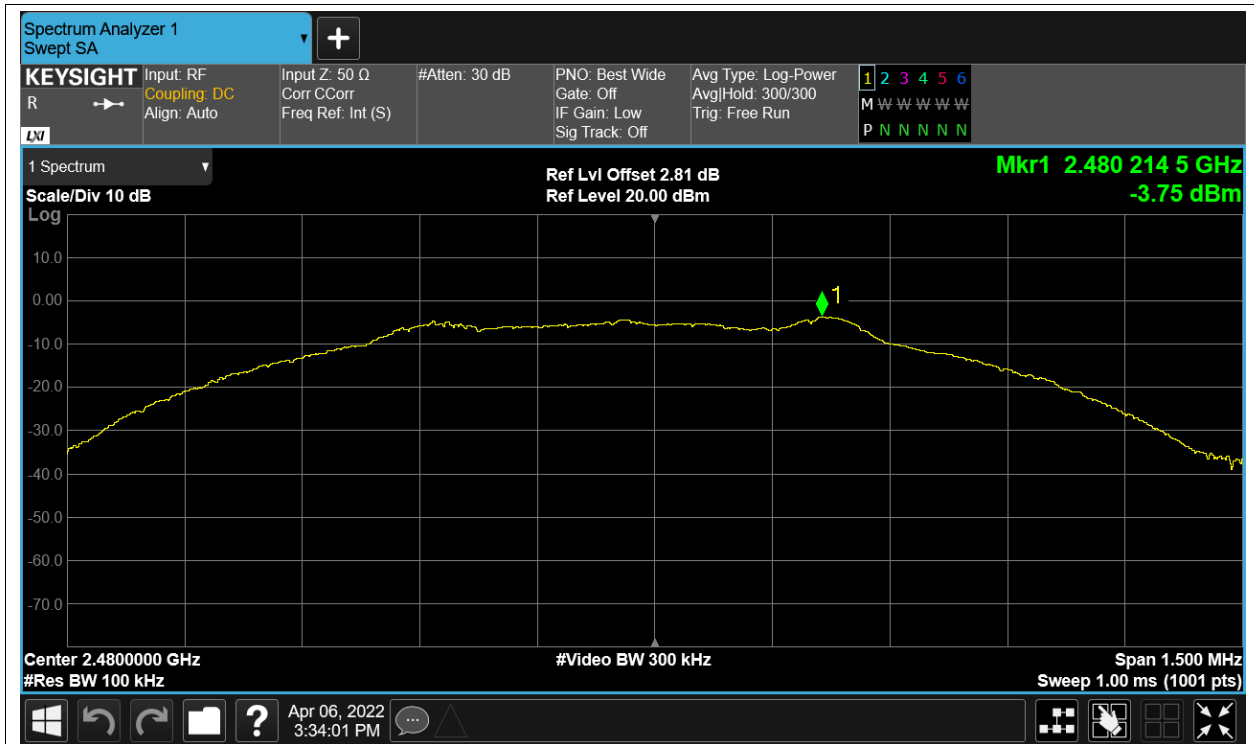 Spectrum Analyzer 1
Swept SA
KEYSIGHT
R
LXI
Input: RF
Coupling: DC
Align: Auto
Input Z: 50 Ω
Corr CCorr
Freq Ref: Int (S)
#Atten: 30 dB
PNO: Best Wide
Gate: Off
IF Gain: Low
Sig Track: Off
Avg Type: Log-Power
Avg|Hold: 300/300
Trig: Free Run
1 2 3 4 5 6
M W W W W W
P N N N N N
1 Spectrum
Scale/Div 10 dB
Log
Ref Lvl Offset 2.81 dB
Ref Level 20.00 dBm
Mkr1 2.480 214 5 GHz
-3.75 dBm
10.0
0.00
1
-10.0
-20.0
-30.0
-40.0
-50.0
-60.0
-70.0
Center 2.4800000 GHz
#Video BW 300 kHz
Span 1.500 MHz
#Res BW 100 kHz
Sweep 1.00 ms (1001 pts)
?
Apr 06, 2022
3:34:01 PM